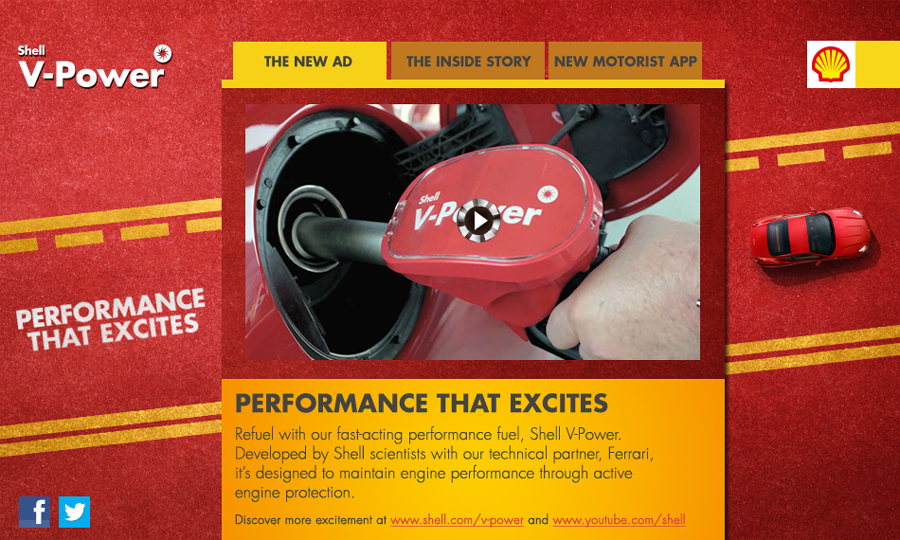 Shell
V-Power
THE NEW AD
THE INSIDE STORY
NEW MOTORIST APP
Shell
V-Power
PERFORMANCE
THAT EXCITES
PERFORMANCE THAT EXCITES
Refuel with our fast-acting performance fuel, Shell V-Power.
Developed by Shell scientists with our technical partner, Ferrari,
it's designed to maintain engine performance through active
engine protection.
Discover more excitement at www.shell.com/v-power and www.youtube.com/shell